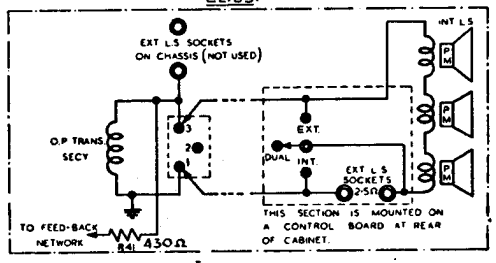 EXT L.S SOCKETS
ON CHASSIS (NOT USED)
INT L S
P
M
P
M
P
M
O.P TRANS.
SECY
3
2
1
EXT.
DUAL
INT.
EXT L S
SOCKETS
2·5Ω
TO FEED-BACK
NETWORK
R41
430Ω
THIS SECTION IS MOUNTED ON
A CONTROL BOARD AT REAR
OF CABINET.